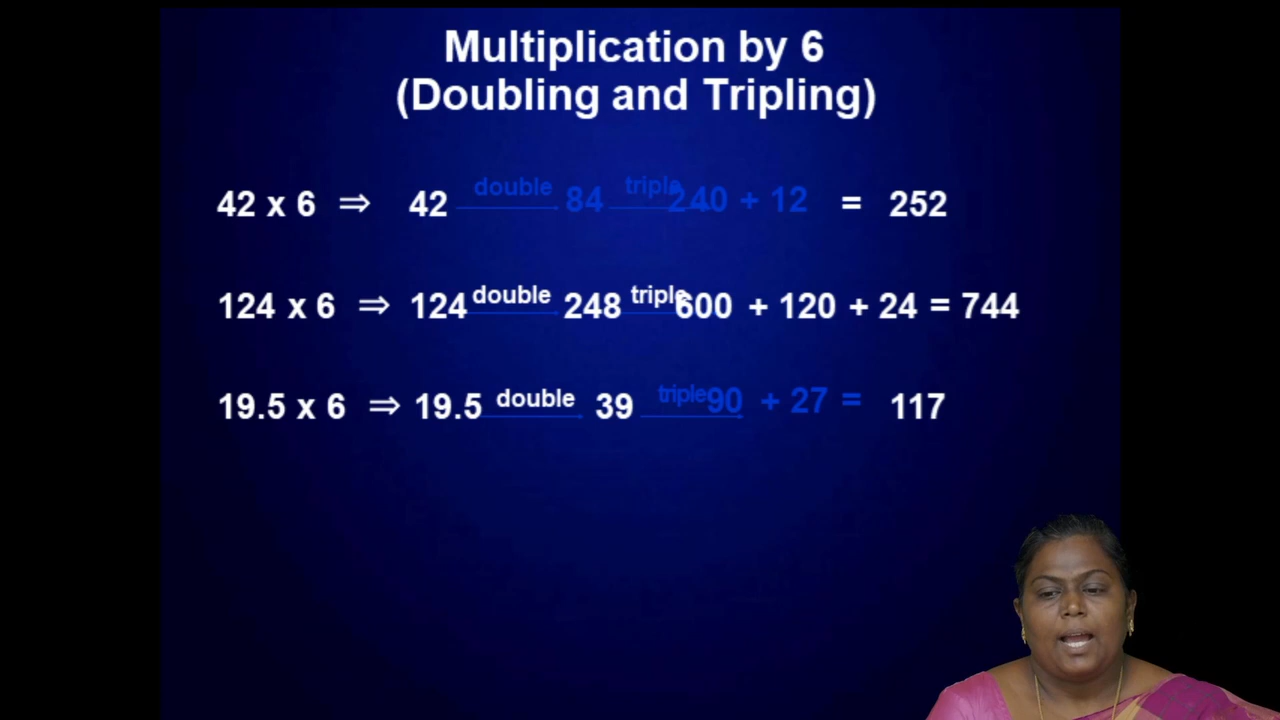 Multiplication by 6
(Doubling and Tripling)
42 x 6 ⇒ 42 double 84 triple 240 + 12 = 252
124 x 6 ⇒ 124 double 248 triple 600 + 120 + 24 = 744
19.5 x 6 ⇒ 19.5 double 39 triple 90 + 27 = 117